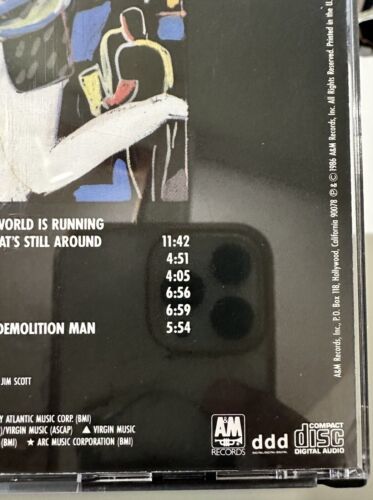 WORLD IS RUNNING
AT'S STILL AROUND 11:42
4:51
4:05
6:56
6:59
DEMOLITION MAN 5:54
JIM SCOTT
Y ATLANTIC MUSIC CORP. (BMI)
)/VIRGIN MUSIC (ASCAP) ▲ VIRGIN MUSIC
(BMI) ★ ARC MUSIC CORPORATION (BMI)
A&M
RECORDS
ddd
DIGITAL/DIGITAL/DIGITAL
COMPACT
disc
DIGITAL AUDIO
A&M Records, Inc., P.O. Box 118, Hollywood, California 90078 ℗ & © 1986 A&M Records, Inc. All Rights Reserved. Printed in the U.